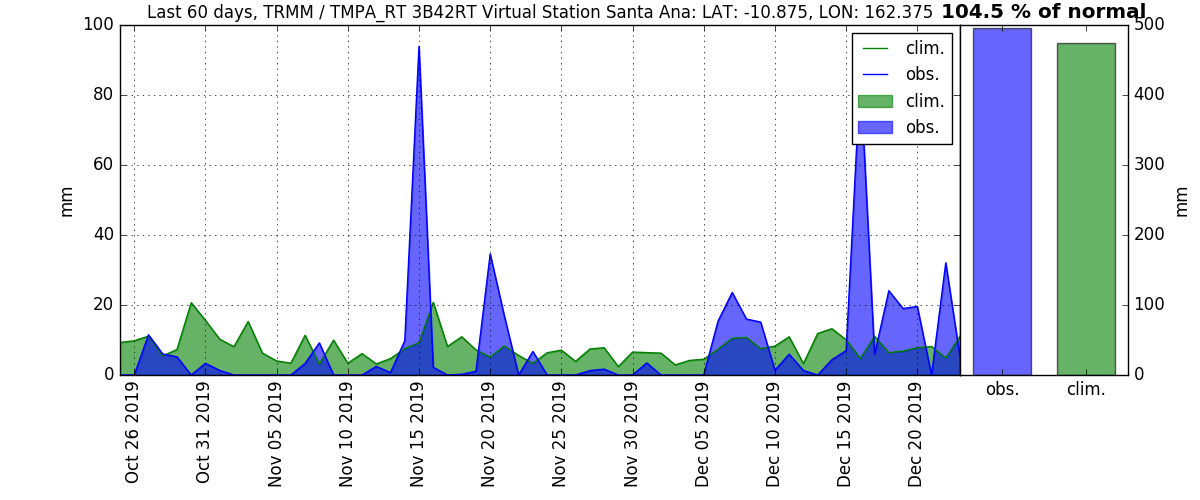 Last 60 days, TRMM / TMPA_RT 3B42RT Virtual Station Santa Ana: LAT: -10.875, LON: 162.375 104.5 % of normal
100
80
60
40
20
0
mm
clim.
obs.
clim.
obs.
500
400
300
200
100
0
mm
obs. clim.
Oct 26 2019
Oct 31 2019
Nov 05 2019
Nov 10 2019
Nov 15 2019
Nov 20 2019
Nov 25 2019
Nov 30 2019
Dec 05 2019
Dec 10 2019
Dec 15 2019
Dec 20 2019